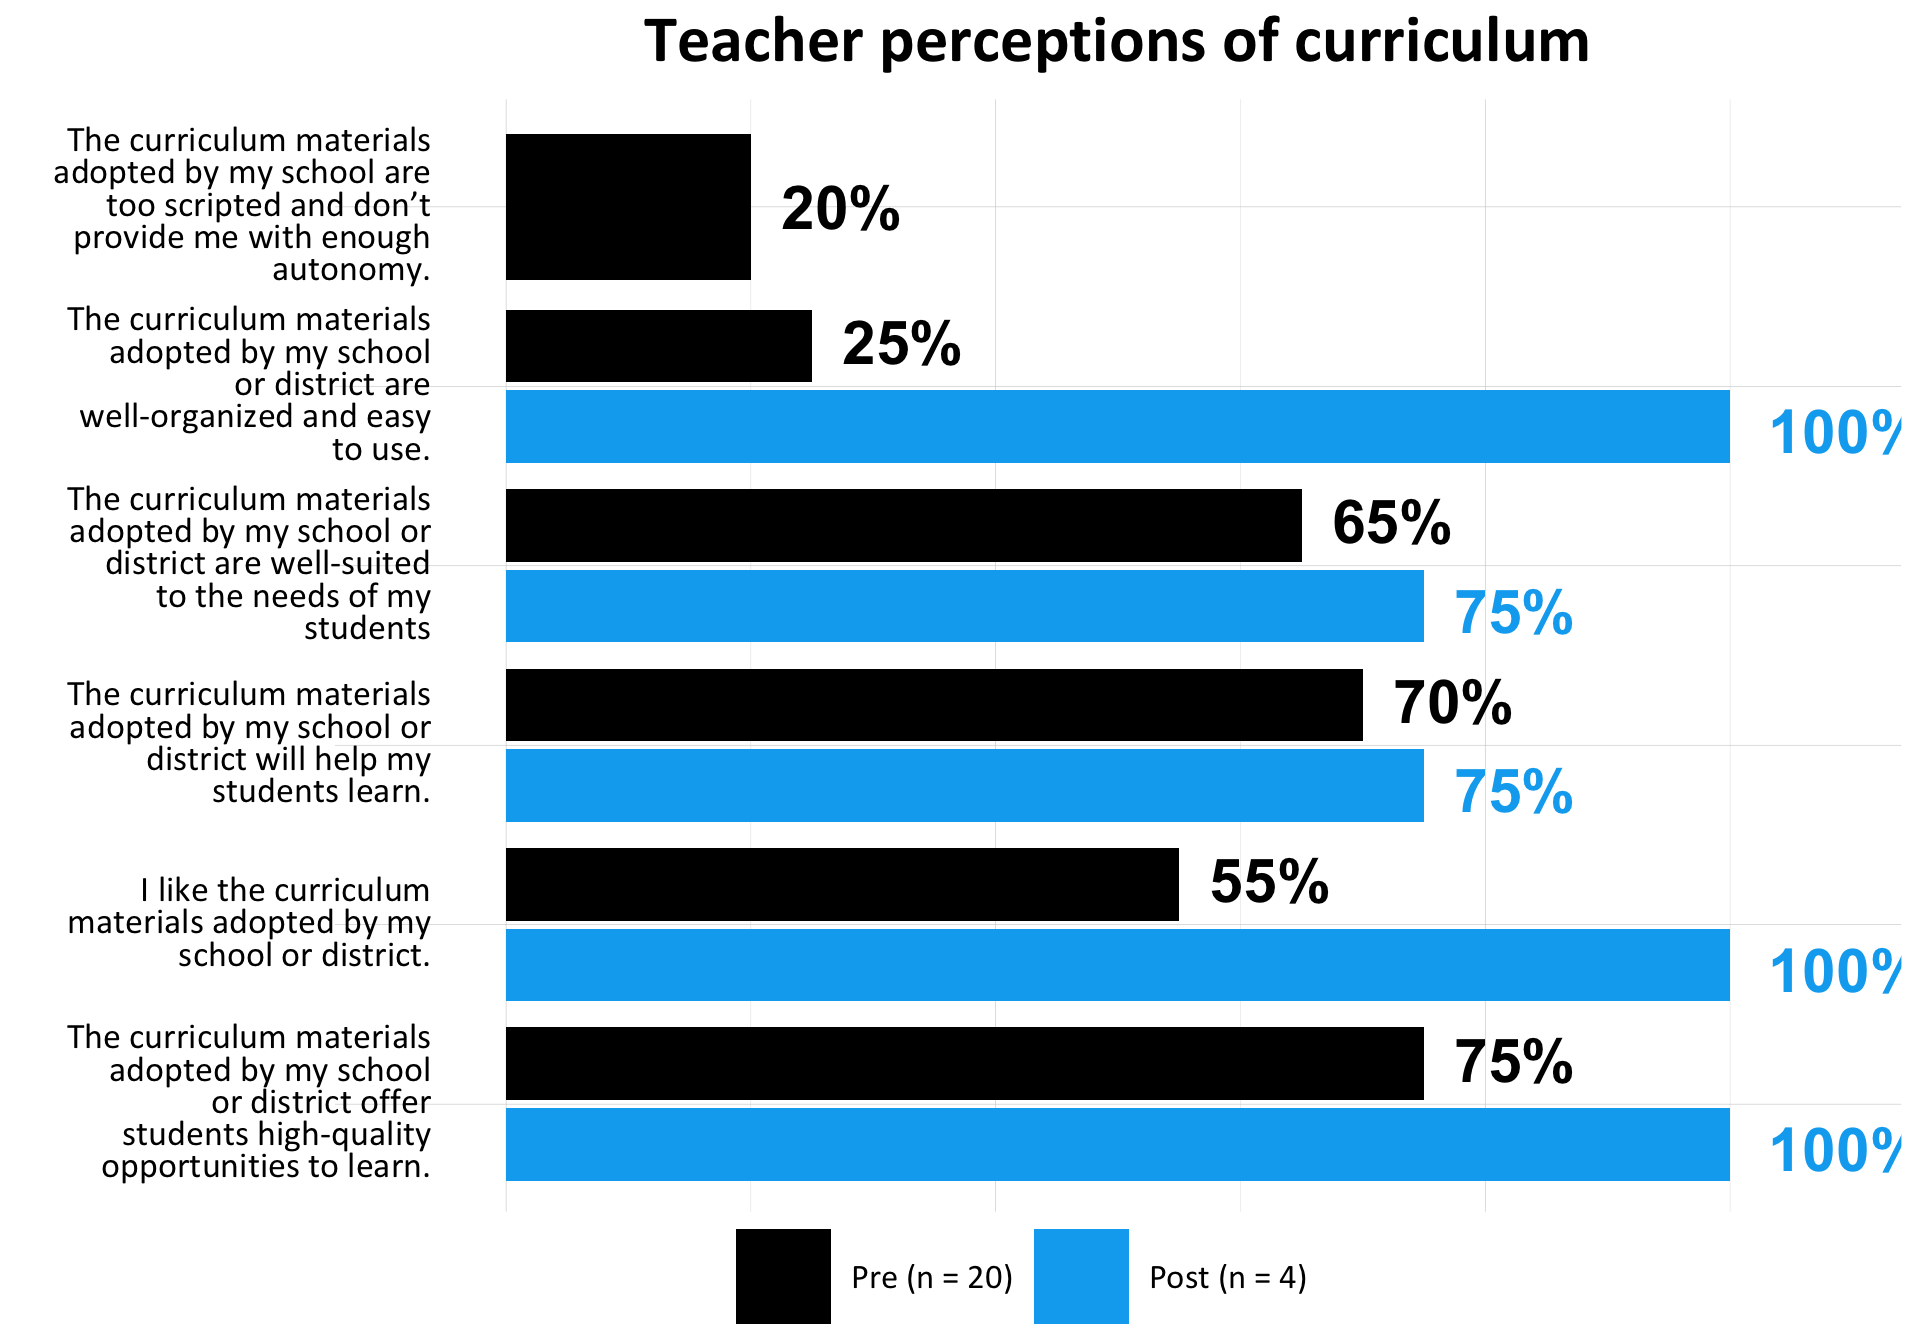 Teacher perceptions of curriculum
The curriculum materials
adopted by my school are
too scripted and don’t
provide me with enough
autonomy.
20%
The curriculum materials
adopted by my school
or district are
well-organized and easy
to use.
25%
100%
The curriculum materials
adopted by my school or
district are well-suited
to the needs of my
students
65%
75%
The curriculum materials
adopted by my school or
district will help my
students learn.
70%
75%
I like the curriculum
materials adopted by my
school or district.
55%
100%
The curriculum materials
adopted by my school
or district offer
students high-quality
opportunities to learn.
75%
100%
Pre (n = 20)
Post (n = 4)